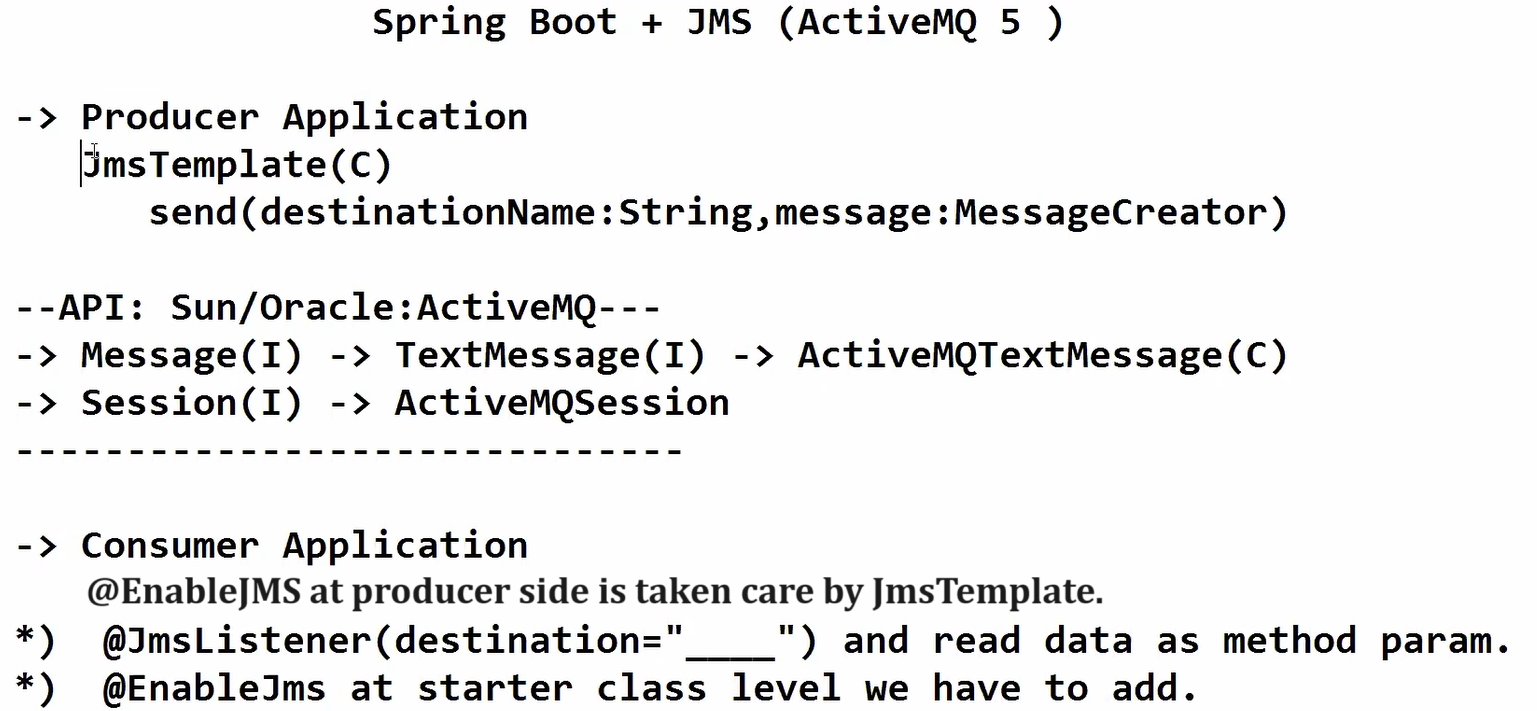 Spring Boot + JMS (ActiveMQ 5 )
-> Producer Application
JmsTemplate(C)
send(destinationName:String,message:MessageCreator)
--API: Sun/Oracle:ActiveMQ---
-> Message(I) -> TextMessage(I) -> ActiveMQTextMessage(C)
-> Session(I) -> ActiveMQSession
------------------------------
-> Consumer Application
@EnableJMS at producer side is taken care by JmsTemplate.
*) @JmsListener(destination="____") and read data as method param.
*) @EnableJms at starter class level we have to add.